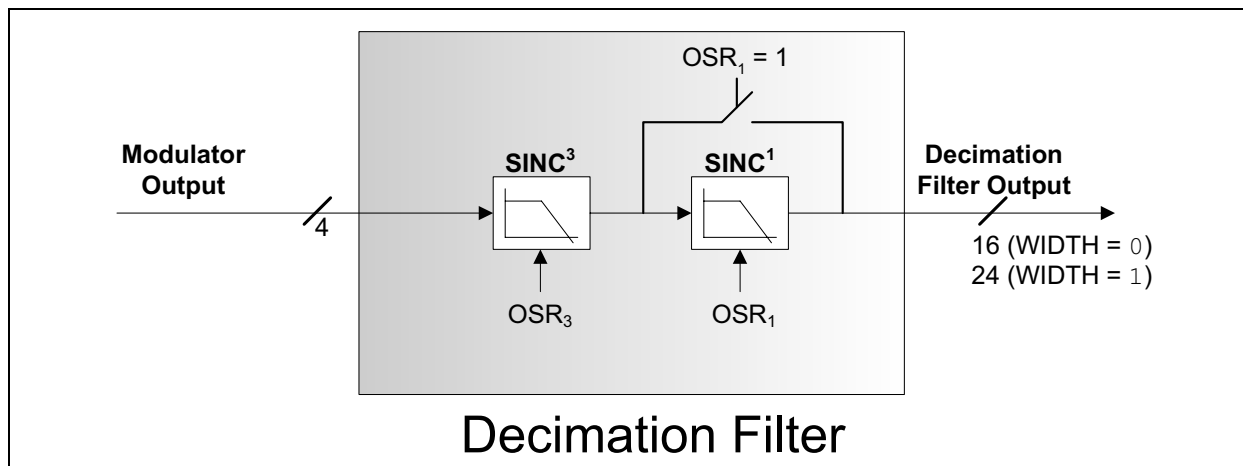 OSR₁ = 1
Modulator
Output
4
SINC³
SINC¹
Decimation
Filter Output
16 (WIDTH = 0)
24 (WIDTH = 1)
OSR₃
OSR₁
Decimation Filter